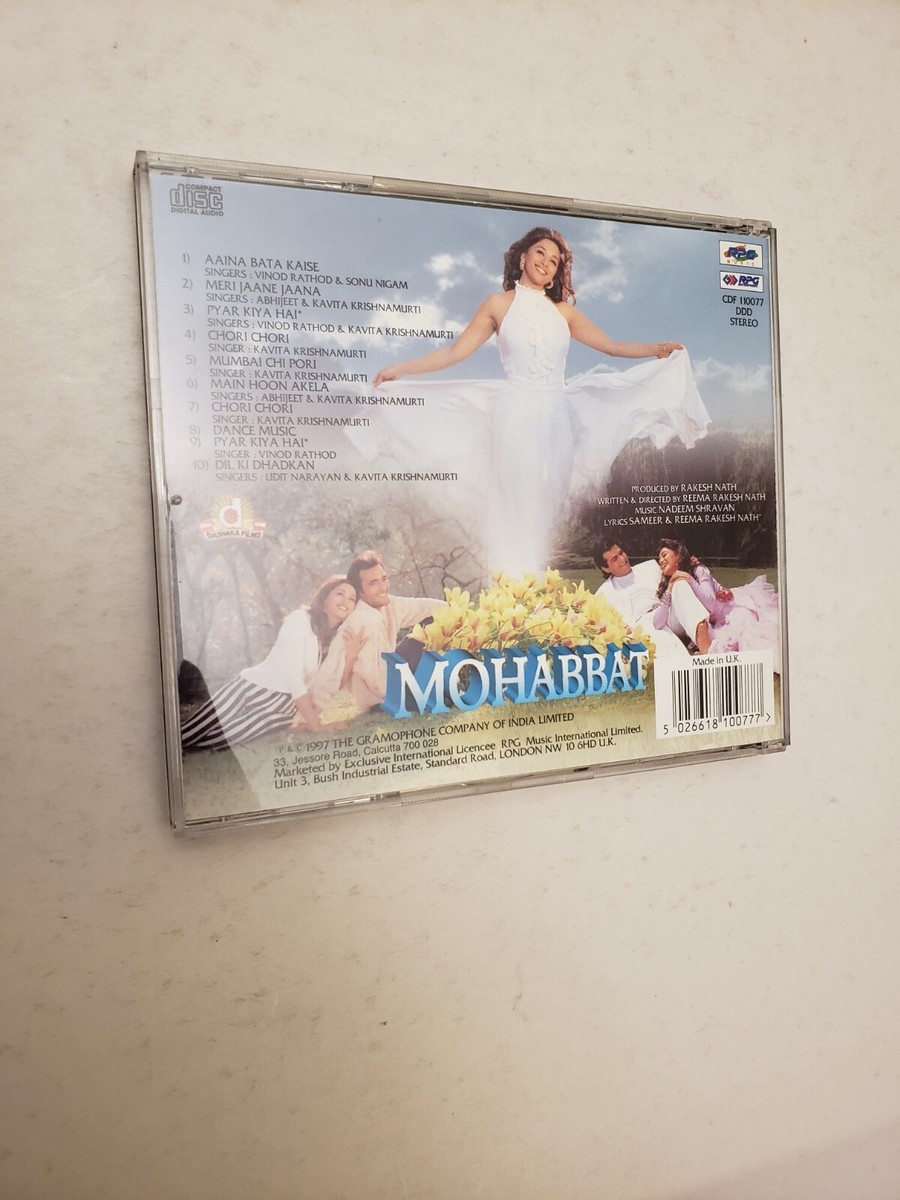 COMPACT
disc
DIGITAL AUDIO
1) AAINA BATA KAISE
SINGERS : VINOD RATHOD & SONU NIGAM
2) MERI JAANE JAANA
SINGERS : ABHIJEET & KAVITA KRISHNAMURTI
3) PYAR KIYA HAI*
SINGERS : VINOD RATHOD & KAVITA KRISHNAMURTI
4) CHORI CHORI
SINGER : KAVITA KRISHNAMURTI
5) MUMBAI CHI PORI
SINGER : KAVITA KRISHNAMURTI
6) MAIN HOON AKELA
SINGERS : ABHIJEET & KAVITA KRISHNAMURTI
7) CHORI CHORI
SINGER : KAVITA KRISHNAMURTI
8) DANCE MUSIC
9) PYAR KIYA HAI*
SINGER : VINOD RATHOD
10) DIL KI DHADKAN
SINGERS : UDIT NARAYAN & KAVITA KRISHNAMURTI
RPG
MUSIC
RPG
CDF 110077
DDD
STEREO
PRODUCED BY RAKESH NATH
WRITTEN & DIRECTED BY REEMA RAKESH NATH
MUSIC NADEEM SHRAVAN
LYRICS SAMEER & REEMA RAKESH NATH*
d
DASHAKA FILMS
MOHABBAT
Made in U.K.
5 026618 100777 >
P & © 1997 THE GRAMOPHONE COMPANY OF INDIA LIMITED
33, Jessore Road, Calcutta 700 028
Marketed by Exclusive International Licencee RPG Music International Limited.
Unit 3, Bush Industrial Estate, Standard Road, LONDON NW 10 6HD U.K.